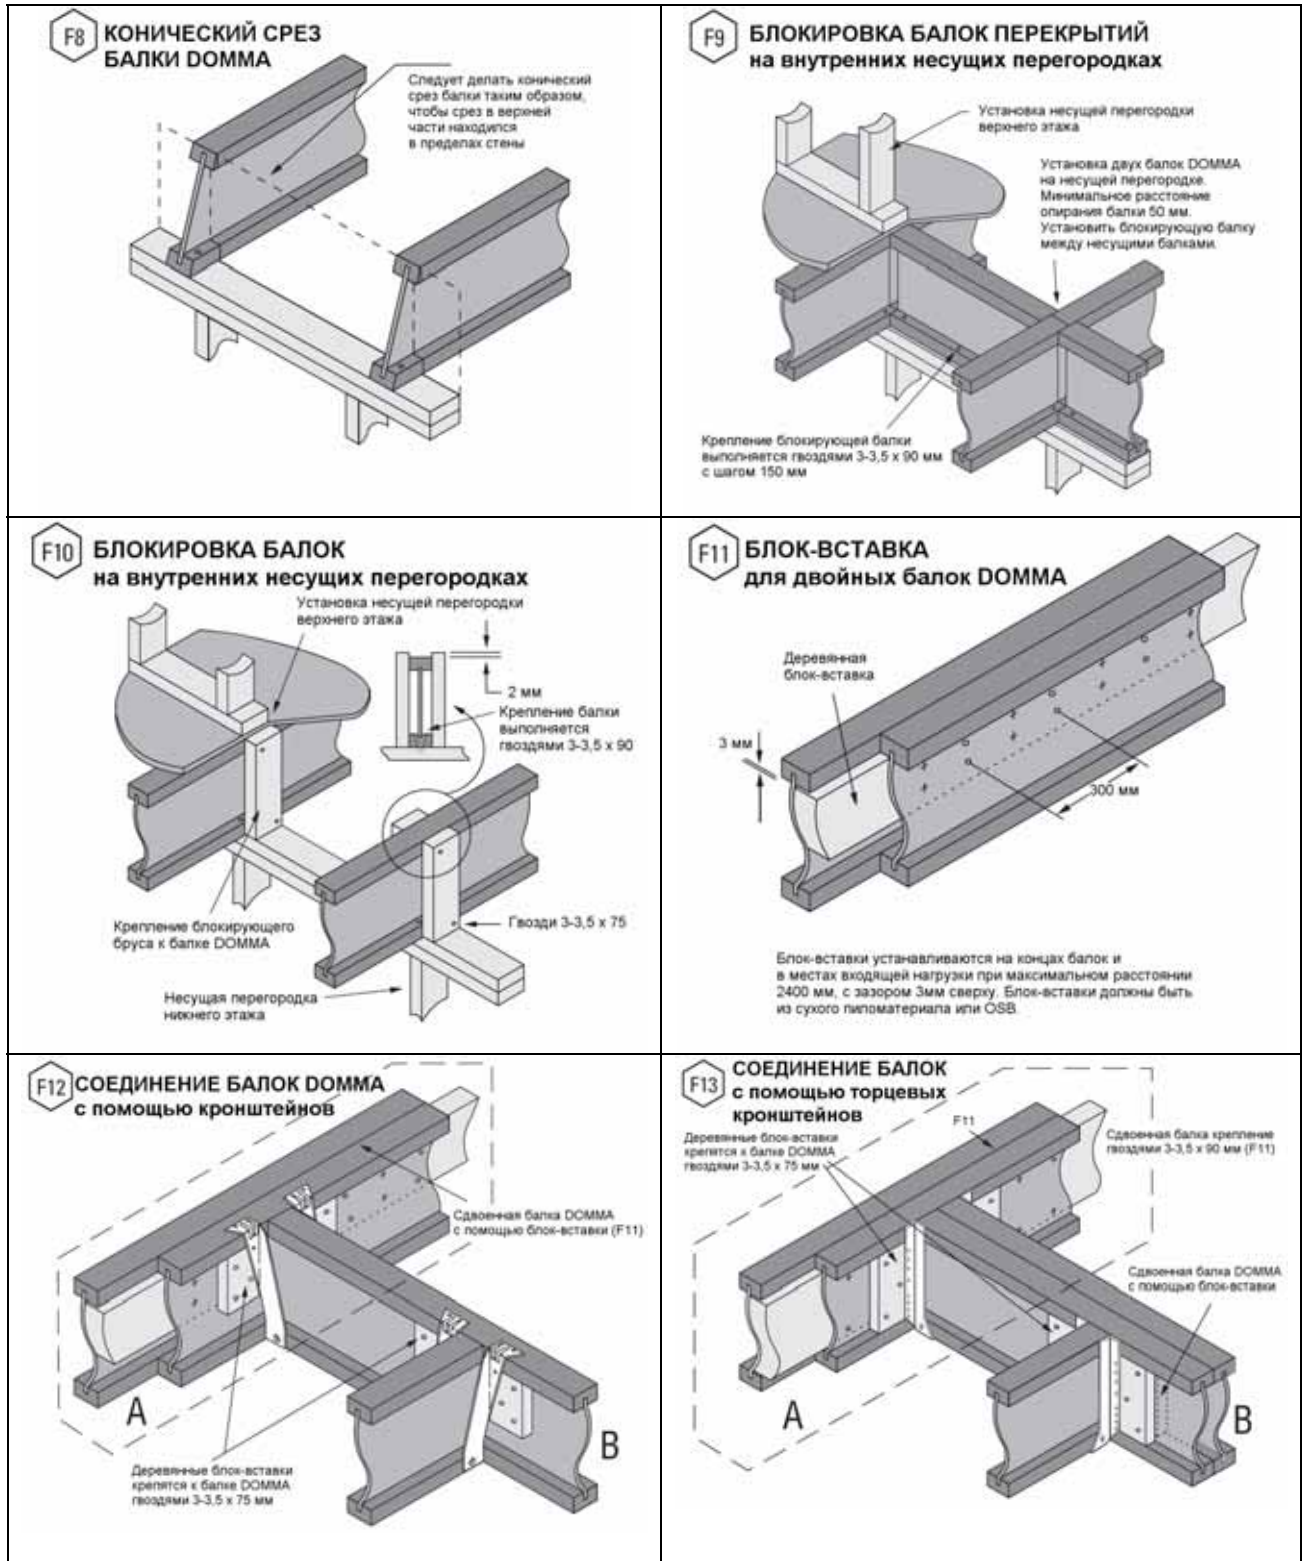 F8
КОНИЧЕСКИЙ СРЕЗ
БАЛКИ DOMMA
Следует делать конический
срез балки таким образом,
чтобы срез в верхней
части находился
в пределах стены
F9
БЛОКИРОВКА БАЛОК ПЕРЕКРЫТИЙ
на внутренних несущих перегородках
Установка несущей перегородки
верхнего этажа
Установка двух балок DOMMA
на несущей перегородке.
Минимальное расстояние
опирания балки 50 мм.
Установить блокирующую балку
между несущими балками.
Крепление блокирующей балки
выполняется гвоздями 3-3,5 x 90 мм
с шагом 150 мм
F10
БЛОКИРОВКА БАЛОК
на внутренних несущих перегородках
Установка несущей перегородки
верхнего этажа
2 мм
Крепление балки
выполняется
гвоздями 3-3,5 x 90
Крепление блокирующего
бруса к балке DOMMA
Гвозди 3-3,5 x 75
Несущая перегородка
нижнего этажа
F11
БЛОК-ВСТАВКА
для двойных балок DOMMA
Деревянная
блок-вставка
3 мм
300 мм
Блок-вставки устанавливаются на концах балок и
в местах входящей нагрузки при максимальном расстоянии
2400 мм, с зазором 3мм сверху. Блок-вставки должны быть
из сухого пиломатериала или OSB.
F12
СОЕДИНЕНИЕ БАЛОК DOMMA
с помощью кронштейнов
Сдвоенная балка DOMMA
с помощью блок-вставки (F11)
A
B
Деревянные блок-вставки
крепятся к балке DOMMA
гвоздями 3-3,5 x 75 мм
F13
СОЕДИНЕНИЕ БАЛОК
с помощью торцевых
кронштейнов
Деревянные блок-вставки
крепятся к балке DOMMA
гвоздями 3-3,5 x 75 мм
F11
Сдвоенная балка крепление
гвоздями 3-3,5 x 90 мм (F11)
Сдвоенная балка DOMMA
с помощью блок-вставки
A
B